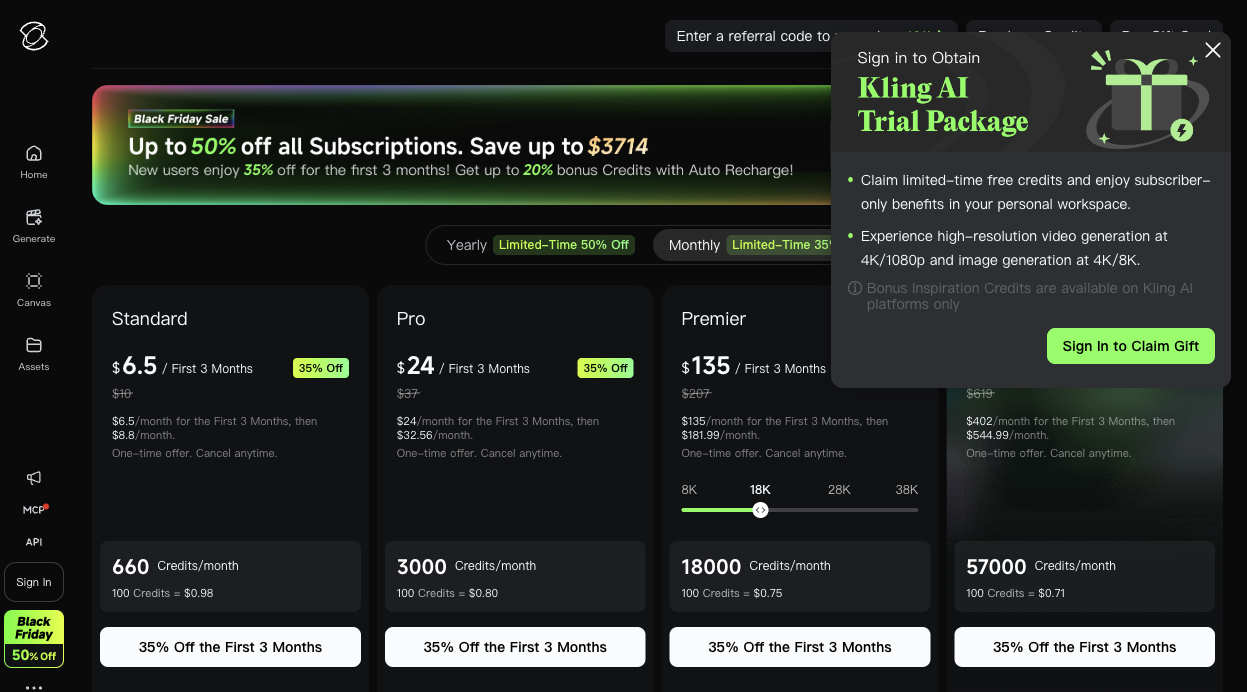 Enter a referral code to
Sign in to Obtain
Kling AI
Trial Package
Claim limited-time free credits and enjoy subscriber-
only benefits in your personal workspace.
Experience high-resolution video generation at
4K/1080p and image generation at 4K/8K.
Bonus Inspiration Credits are available on Kling AI
platforms only
Sign In to Claim Gift
Home
Generate
Canvas
Assets
MCP
API
Sign In
Black
Friday
50% Off
Black Friday Sale
Up to 50% off all Subscriptions. Save up to $3714
New users enjoy 35% off for the first 3 months! Get up to 20% bonus Credits with Auto Recharge!
Yearly Limited-Time 50% Off Monthly Limited-Time 35%
Standard
$6.5 / First 3 Months 35% Off
$10
$6.5/month for the First 3 Months, then
$8.8/month.
One-time offer. Cancel anytime.
660 Credits/month
100 Credits = $0.98
35% Off the First 3 Months
Pro
$24 / First 3 Months 35% Off
$37
$24/month for the First 3 Months, then
$32.56/month.
One-time offer. Cancel anytime.
3000 Credits/month
100 Credits = $0.80
35% Off the First 3 Months
Premier
$135 / First 3 Months
$207
$135/month for the First 3 Months, then
$181.99/month.
One-time offer. Cancel anytime.
8K 18K 28K 38K
18000 Credits/month
100 Credits = $0.75
35% Off the First 3 Months
$619
$402/month for the First 3 Months, then
$544.99/month.
One-time offer. Cancel anytime.
57000 Credits/month
100 Credits = $0.71
35% Off the First 3 Months